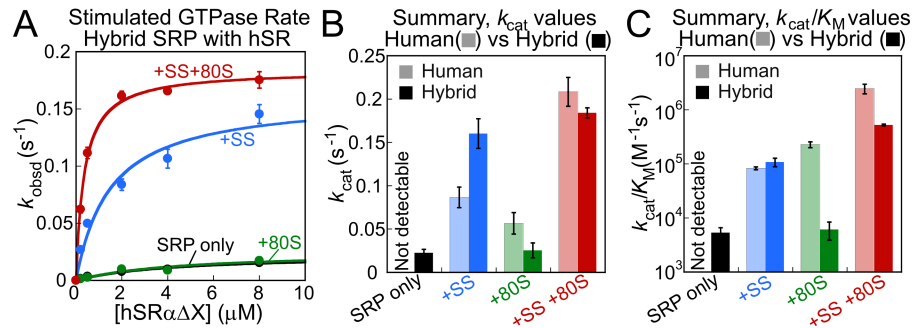 A
Stimulated GTPase Rate
Hybrid SRP with hSR
0.2
0.15
0.1
0.05
0
k_obsd (s⁻¹)
+SS+80S
+SS
SRP only
+80S
0 2 4 6 8 10
[hSRαΔX] (μM)
B
Summary, k_cat values
Human(■) vs Hybrid (■)
0.25
0.2
0.15
0.1
0.05
0
k_cat (s⁻¹)
Human
Hybrid
Not detectable
SRP only
+SS
+80S
+SS +80S
C
Summary, k_cat/K_M values
Human(■) vs Hybrid (■)
10⁷
10⁶
10⁵
10⁴
10³
k_cat/K_M (M⁻¹s⁻¹)
Human
Hybrid
Not detectable
SRP only
+SS
+80S
+SS +80S